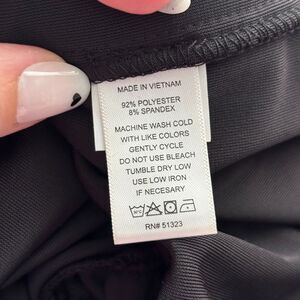 MADE IN VIETNAM
92% POLYESTER
8% SPANDEX
MACHINE WASH COLD
WITH LIKE COLORS
GENTLY CYCLE
DO NOT USE BLEACH
TUMBLE DRY LOW
USE LOW IRON
IF NECESARY
RN# 51323